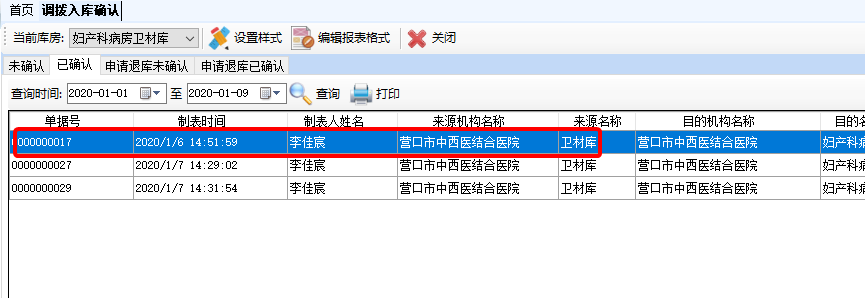 首页 调拨入库确认
当前库房: 妇产科病房卫材库 设置样式 编辑报表格式 关闭
未确认 已确认 申请退库未确认 申请退库已确认
查询时间: 2020-01-01 至 2020-01-09 查询 打印
单据号 制表时间 制表人姓名 来源机构名称 来源名称 目的机构名称 目的名
0000000017 2020/1/6 14:51:59 李佳宸 营口市中西医结合医院 卫材库 营口市中西医结合医院 妇产科病
0000000027 2020/1/7 14:29:02 李佳宸 营口市中西医结合医院 卫材库 营口市中西医结合医院 妇产科病
0000000029 2020/1/7 14:31:54 李佳宸 营口市中西医结合医院 卫材库 营口市中西医结合医院 妇产科病